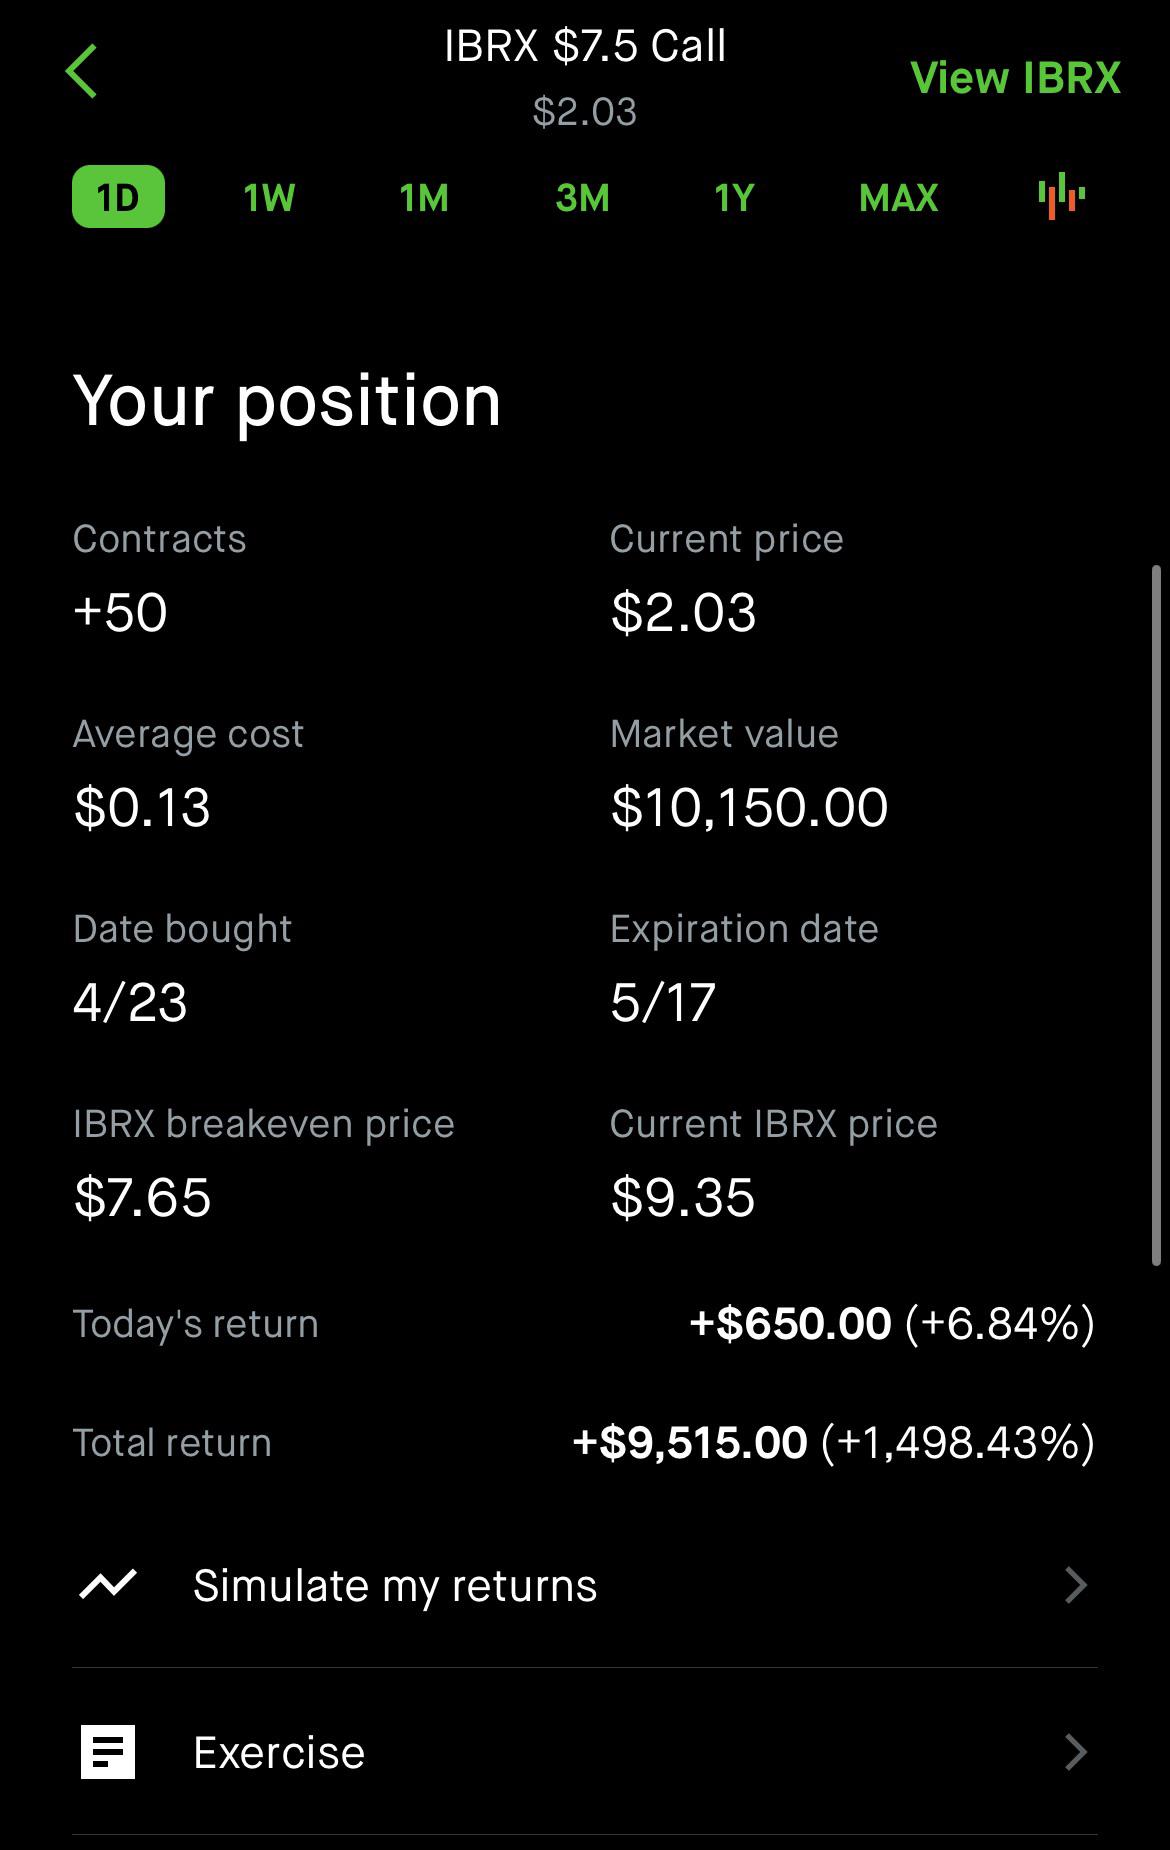 IBRX $7.5 Call
$2.03
View IBRX
1D 1W 1M 3M 1Y MAX
Your position
Contracts Current price
+50 $2.03
Average cost Market value
$0.13 $10,150.00
Date bought Expiration date
4/23 5/17
IBRX breakeven price Current IBRX price
$7.65 $9.35
Today's return +$650.00 (+6.84%)
Total return +$9,515.00 (+1,498.43%)
Simulate my returns
Exercise